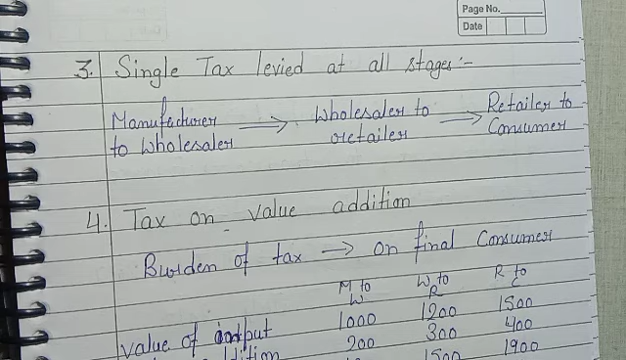 Page No.
Date
3. Single Tax levied at all stages :-
Manufacturer to Wholesaler → Wholesaler to retailer → Retailer to Consumer
4. Tax on value addition
Burden of tax → on final Consumer
M to W W to R R to C
Value of output 1000 1200 1500
200 300 400
1500 1900